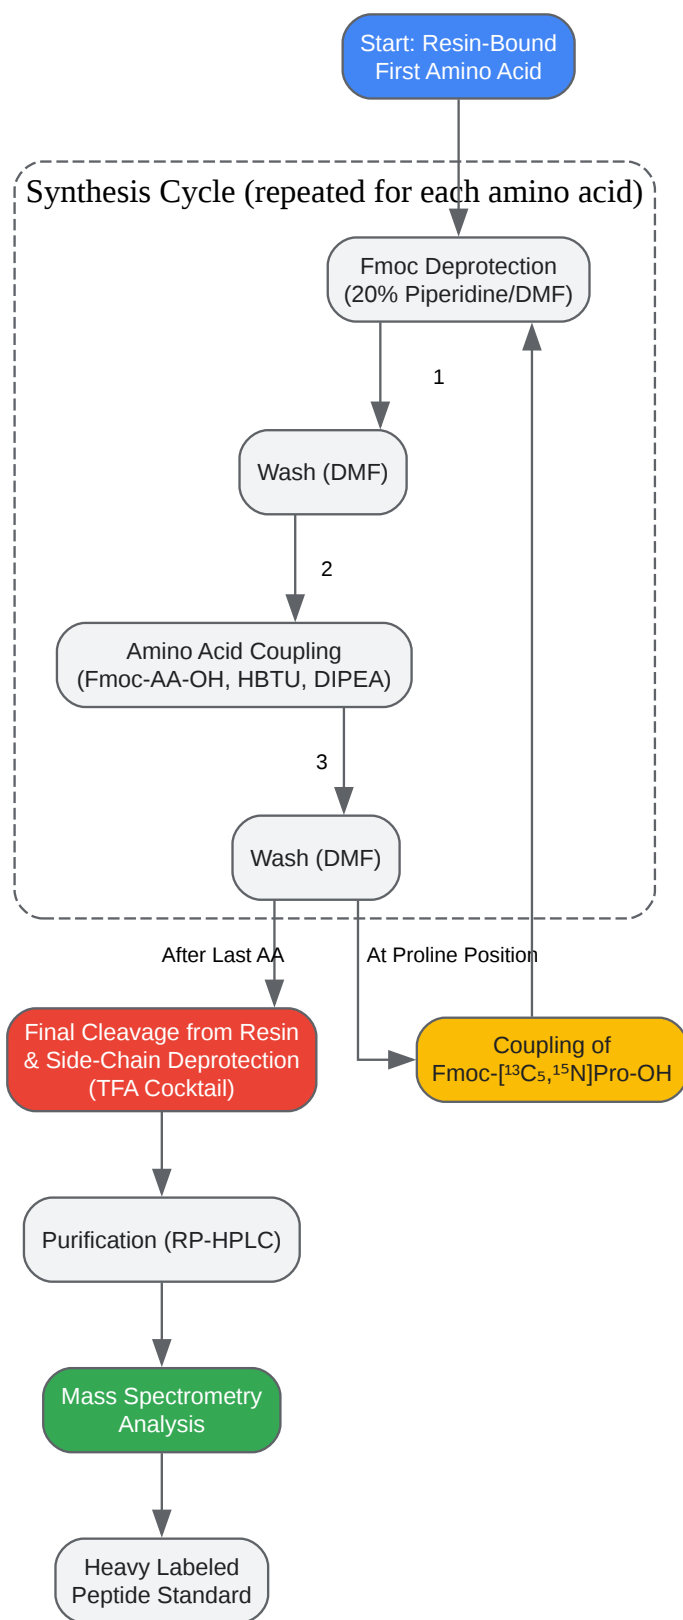 Start: Resin-Bound
First Amino Acid
Synthesis Cycle (repeated for each amino acid)
Fmoc Deprotection
(20% Piperidine/DMF)
1
Wash (DMF)
2
Amino Acid Coupling
(Fmoc-AA-OH, HBTU, DIPEA)
3
Wash (DMF)
After Last AA
At Proline Position
Final Cleavage from Resin
& Side-Chain Deprotection
(TFA Cocktail)
Coupling of
Fmoc-[¹³C₅,¹⁵N]Pro-OH
Purification (RP-HPLC)
Mass Spectrometry
Analysis
Heavy Labeled
Peptide Standard